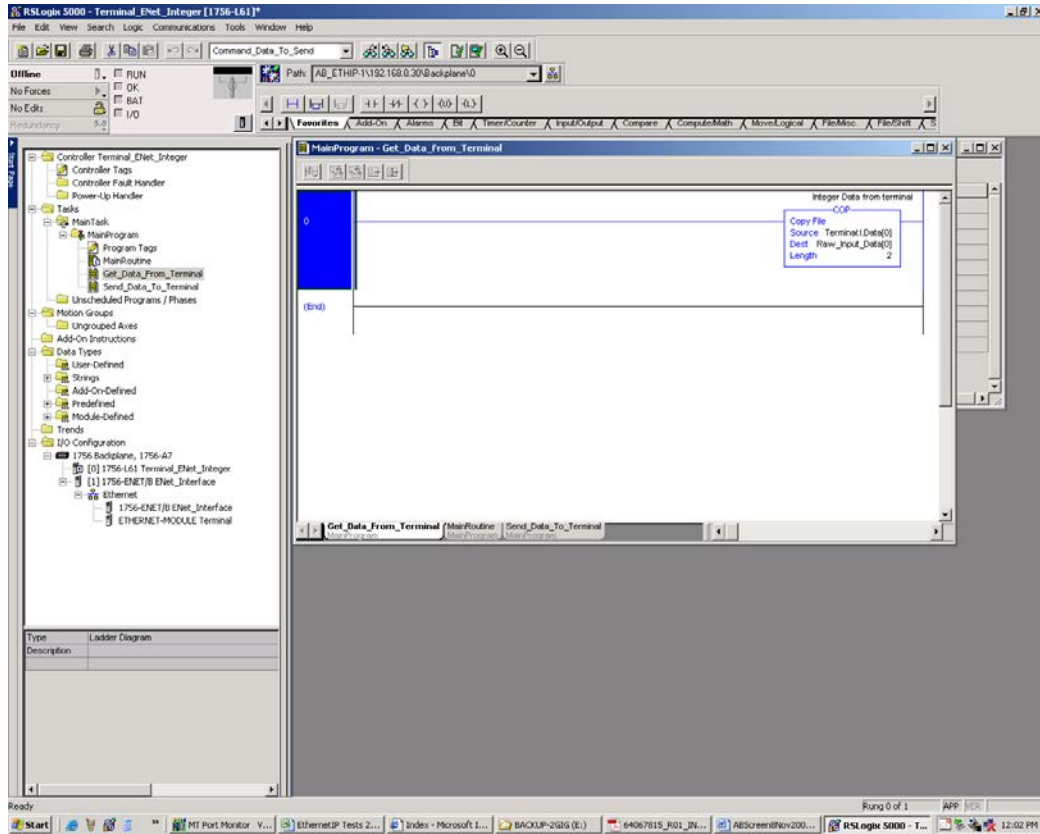 RSLogix 5000 - Terminal_ENet_Integer [1756-L61]*
File Edit View Search Logic Communications Tools Window Help
Command_Data_To_Send
Offline
RUN
Path: AB_ETHIP-1\192.168.0.30\Backplane\0
No Forces
OK
BAT
No Edits
I/O
Redundancy
Favorites Add-On Alarms Bit Timer/Counter Input/Output Compare Compute/Math Move/Logical File/Misc. File/Shift S
Start Page
Controller Terminal_ENet_Integer
Controller Tags
Controller Fault Handler
Power-Up Handler
Tasks
MainTask
MainProgram
Program Tags
MainRoutine
Get_Data_From_Terminal
Send_Data_To_Terminal
Unscheduled Programs / Phases
Motion Groups
Ungrouped Axes
Add-On Instructions
Data Types
User-Defined
Strings
Add-On-Defined
Predefined
Module-Defined
Trends
I/O Configuration
1756 Backplane, 1756-A7
[0] 1756-L61 Terminal_ENet_Integer
[1] 1756-ENET/B ENet_Interface
Ethernet
1756-ENET/B ENet_Interface
ETHERNET-MODULE Terminal
Type Ladder Diagram
Description
MainProgram - Get_Data_From_Terminal
0
Integer Data from terminal
COP
Copy File
Source Terminal:I.Data[0]
Dest Raw_Input_Data[0]
Length 2
(End)
Get_Data_From_Terminal MainRoutine Send_Data_To_Terminal
MainProgram MainProgram MainProgram
Ready
Rung 0 of 1 APP VER
Start MT Port Monitor V... EthernetIP Tests 2... Index - Microsoft I... BACKUP-2GIG (E:) 64067815_R01_IN... ABScreen8Nov200... RSLogix 5000 - T... 12:02 PM